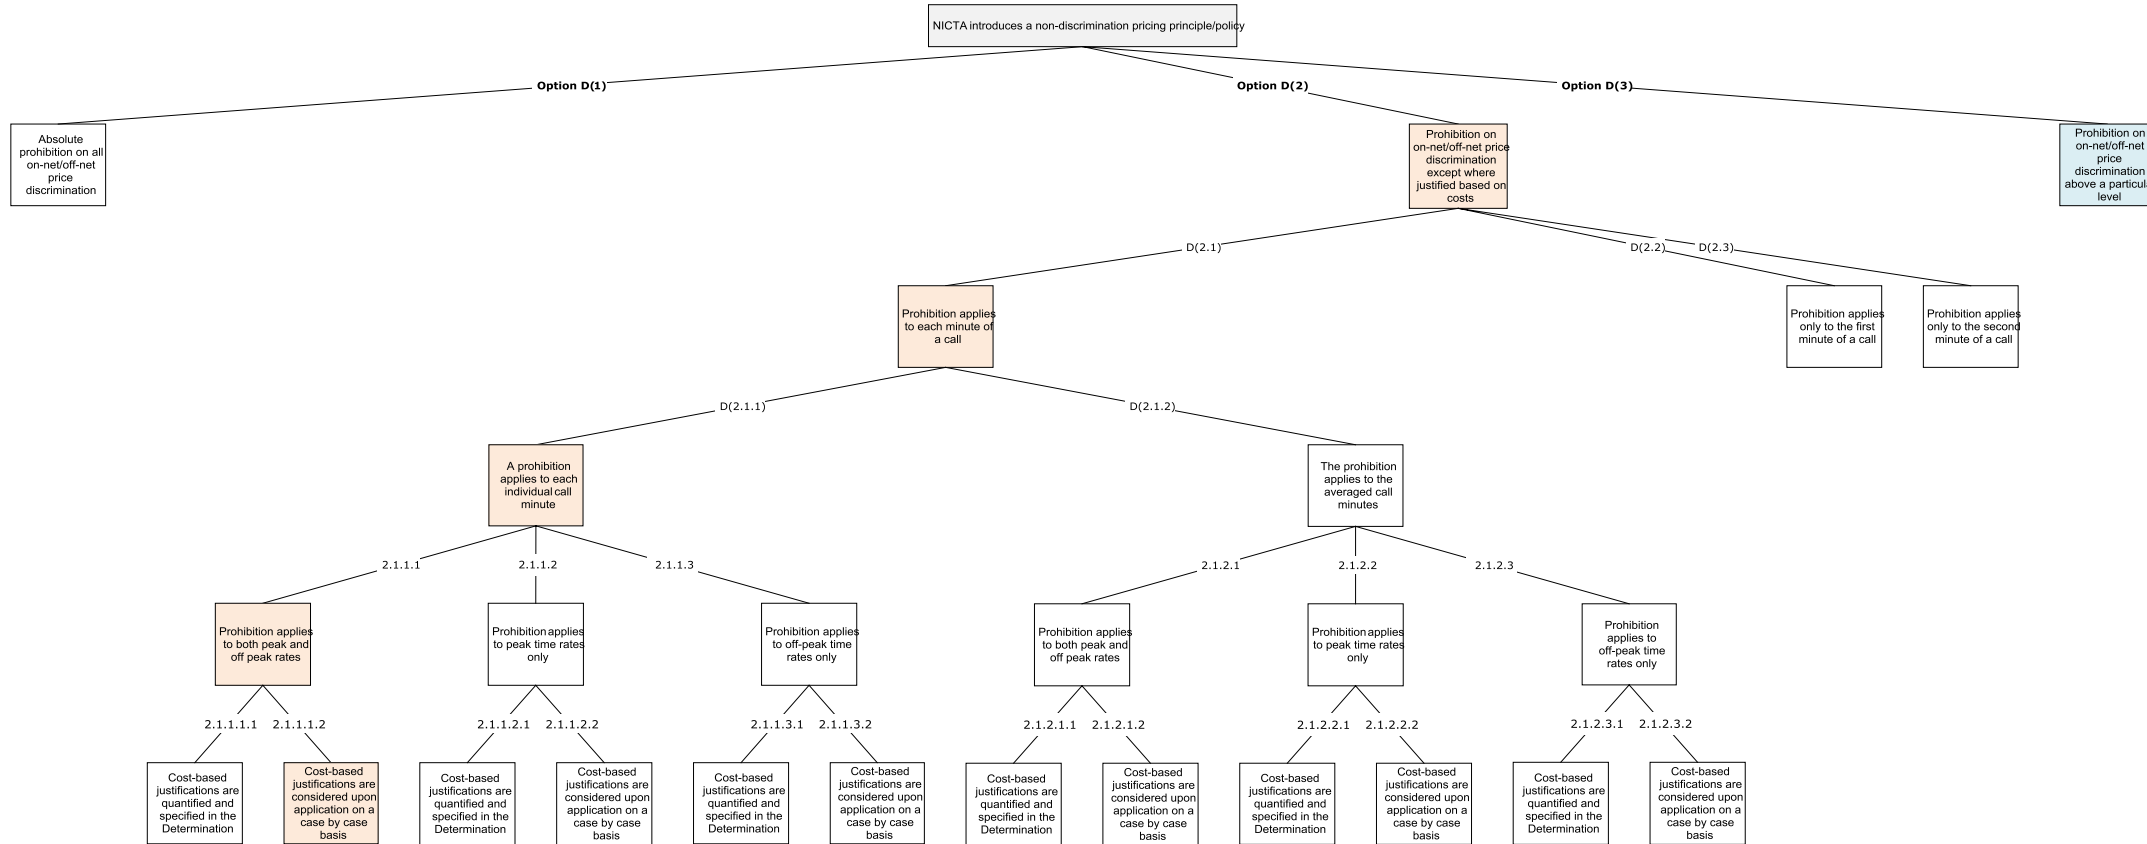 NICTA introduces a non-discrimination pricing principle/policy
Option D(1)
Option D(2)
Option D(3)
Absolute
prohibition on all
on-net/off-net
price
discrimination
Prohibition on
on-net/off-net price
discrimination
except where
justified based on
costs
Prohibition on
on-net/off-net
price
discrimination
above a particula
level
D(2.1)
D(2.2)
D(2.3)
Prohibition applies
to each minute of
a call
Prohibition applies
only to the first
minute of a call
Prohibition applies
only to the second
minute of a call
D(2.1.1)
D(2.1.2)
A prohibition
applies to each
individual call
minute
The prohibition
applies to the
averaged call
minutes
2.1.1.1
2.1.1.2
2.1.1.3
2.1.2.1
2.1.2.2
2.1.2.3
Prohibition applies
to both peak and
off peak rates
Prohibition applies
to peak time rates
only
Prohibition applies
to off-peak time
rates only
Prohibition applies
to both peak and
off peak rates
Prohibition applies
to peak time rates
only
Prohibition
applies to
off-peak time
rates only
2.1.1.1.1
2.1.1.1.2
2.1.1.2.1
2.1.1.2.2
2.1.1.3.1
2.1.1.3.2
2.1.2.1.1
2.1.2.1.2
2.1.2.2.1
2.1.2.2.2
2.1.2.3.1
2.1.2.3.2
Cost-based
justifications are
quantified and
specified in the
Determination
Cost-based
justifications are
considered upon
application on a
case by case
basis
Cost-based
justifications are
quantified and
specified in the
Determination
Cost-based
justifications are
considered upon
application on a
case by case
basis
Cost-based
justifications are
quantified and
specified in the
Determination
Cost-based
justifications are
considered upon
application on a
case by case
basis
Cost-based
justifications are
quantified and
specified in the
Determination
Cost-based
justifications are
considered upon
application on a
case by case
basis
Cost-based
justifications are
quantified and
specified in the
Determination
Cost-based
justifications are
considered upon
application on a
case by case
basis
Cost-based
justifications are
quantified and
specified in the
Determination
Cost-based
justifications are
considered upon
application on a
case by case
basis